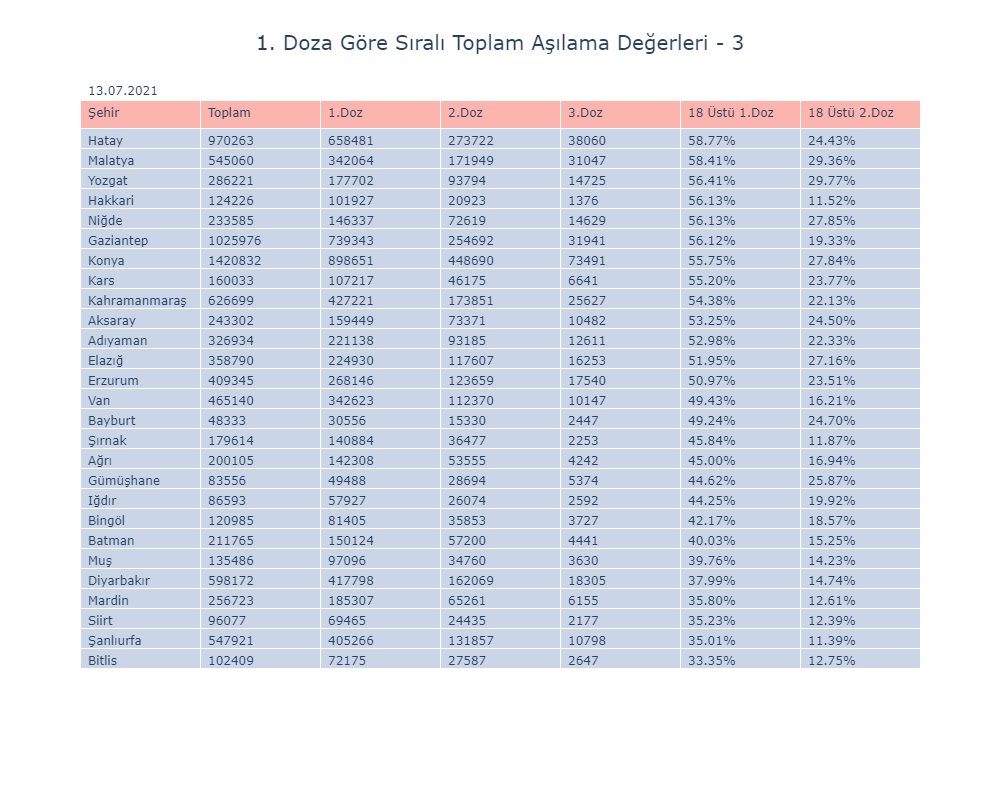 1. Doza Göre Sıralı Toplam Aşılama Değerleri - 3
13.07.2021
Şehir Toplam 1.Doz 2.Doz 3.Doz 18 Üstü 1.Doz 18 Üstü 2.Doz
Hatay 970263 658481 273722 38060 58.77% 24.43%
Malatya 545060 342064 171949 31047 58.41% 29.36%
Yozgat 286221 177702 93794 14725 56.41% 29.77%
Hakkari 124226 101927 20923 1376 56.13% 11.52%
Niğde 233585 146337 72619 14629 56.13% 27.85%
Gaziantep 1025976 739343 254692 31941 56.12% 19.33%
Konya 1420832 898651 448690 73491 55.75% 27.84%
Kars 160033 107217 46175 6641 55.20% 23.77%
Kahramanmaraş 626699 427221 173851 25627 54.38% 22.13%
Aksaray 243302 159449 73371 10482 53.25% 24.50%
Adıyaman 326934 221138 93185 12611 52.98% 22.33%
Elazığ 358790 224930 117607 16253 51.95% 27.16%
Erzurum 409345 268146 123659 17540 50.97% 23.51%
Van 465140 342623 112370 10147 49.43% 16.21%
Bayburt 48333 30556 15330 2447 49.24% 24.70%
Şırnak 179614 140884 36477 2253 45.84% 11.87%
Ağrı 200105 142308 53555 4242 45.00% 16.94%
Gümüşhane 83556 49488 28694 5374 44.62% 25.87%
Iğdır 86593 57927 26074 2592 44.25% 19.92%
Bingöl 120985 81405 35853 3727 42.17% 18.57%
Batman 211765 150124 57200 4441 40.03% 15.25%
Muş 135486 97096 34760 3630 39.76% 14.23%
Diyarbakır 598172 417798 162069 18305 37.99% 14.74%
Mardin 256723 185307 65261 6155 35.80% 12.61%
Siirt 96077 69465 24435 2177 35.23% 12.39%
Şanlıurfa 547921 405266 131857 10798 35.01% 11.39%
Bitlis 102409 72175 27587 2647 33.35% 12.75%